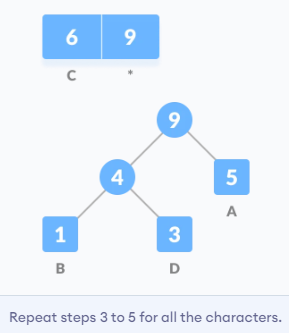 6 9
C *
9
4 5
A
1 3
B D
Repeat steps 3 to 5 for all the characters.